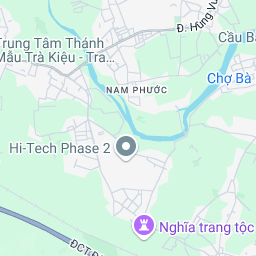 Đ. Hùng Vư
Cầu Bà
Trung Tâm Thánh
Mẫu Trà Kiệu - Tra...
Chợ Bà
NAM PHƯỚC
Hi-Tech Phase 2
Nghĩa trang tộc
ĐCT.Đ